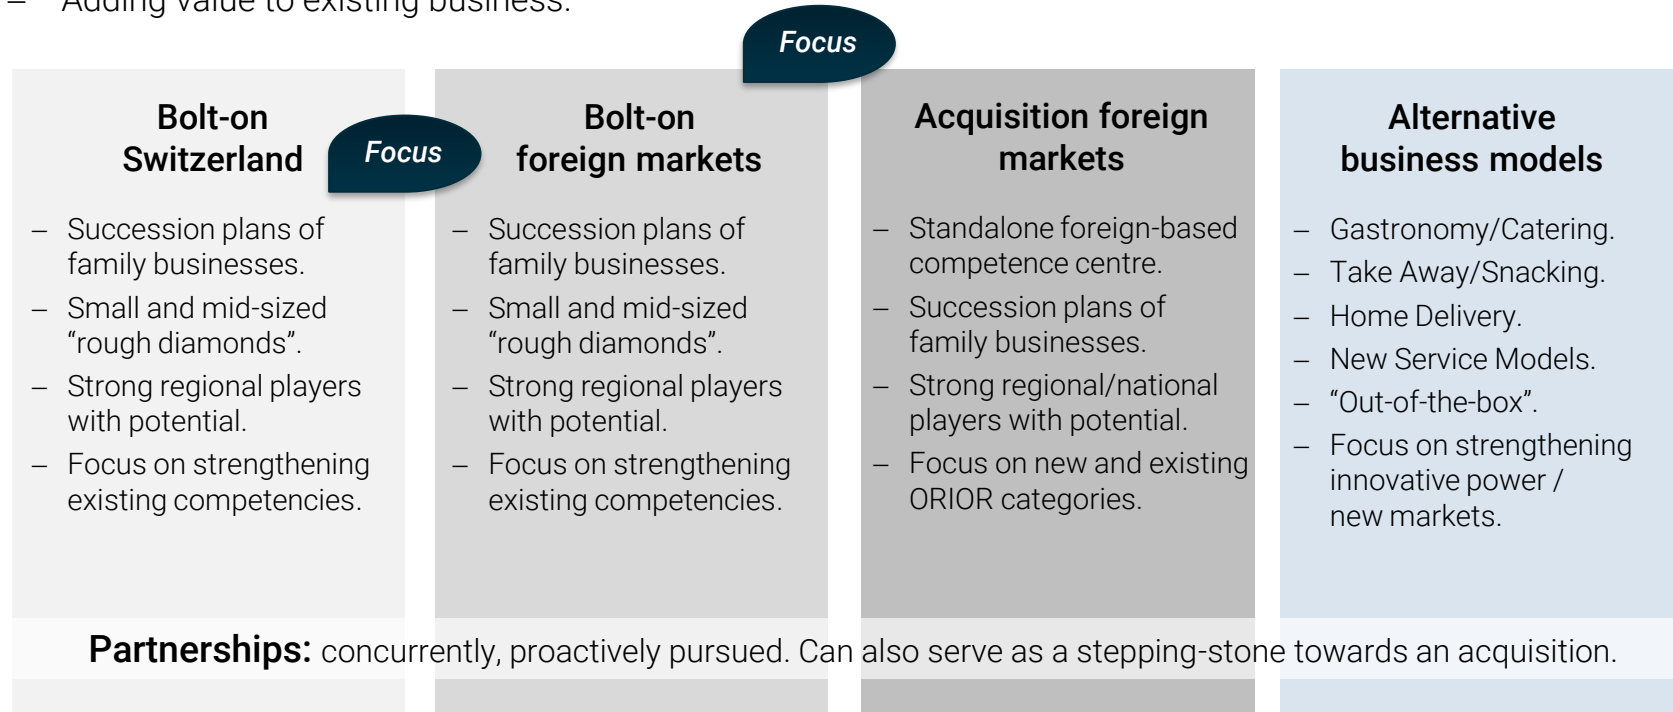 – Adding value to existing business.
Focus
Bolt-on
Switzerland
– Succession plans of
family businesses.
– Small and mid-sized
“rough diamonds”.
– Strong regional players
with potential.
– Focus on strengthening
existing competencies.
Focus
Bolt-on
foreign markets
– Succession plans of
family businesses.
– Small and mid-sized
“rough diamonds”.
– Strong regional players
with potential.
– Focus on strengthening
existing competencies.
Acquisition foreign
markets
– Standalone foreign-based
competence centre.
– Succession plans of
family businesses.
– Strong regional/national
players with potential.
– Focus on new and existing
ORIOR categories.
Alternative
business models
– Gastronomy/Catering.
– Take Away/Snacking.
– Home Delivery.
– New Service Models.
– “Out-of-the-box”.
– Focus on strengthening
innovative power /
new markets.
Partnerships: concurrently, proactively pursued. Can also serve as a stepping-stone towards an acquisition.